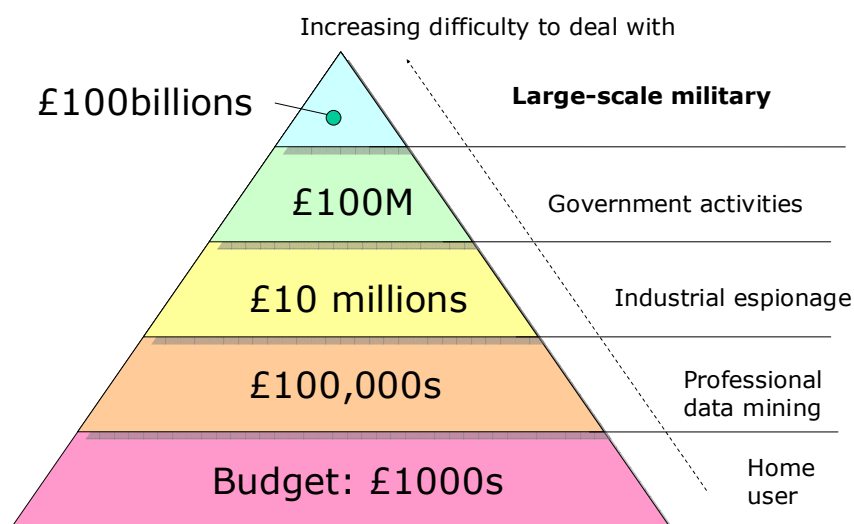 Increasing difficulty to deal with
£100billions
Large-scale military
£100M
Government activities
£10 millions
Industrial espionage
£100,000s
Professional
data mining
Budget: £1000s
Home
user